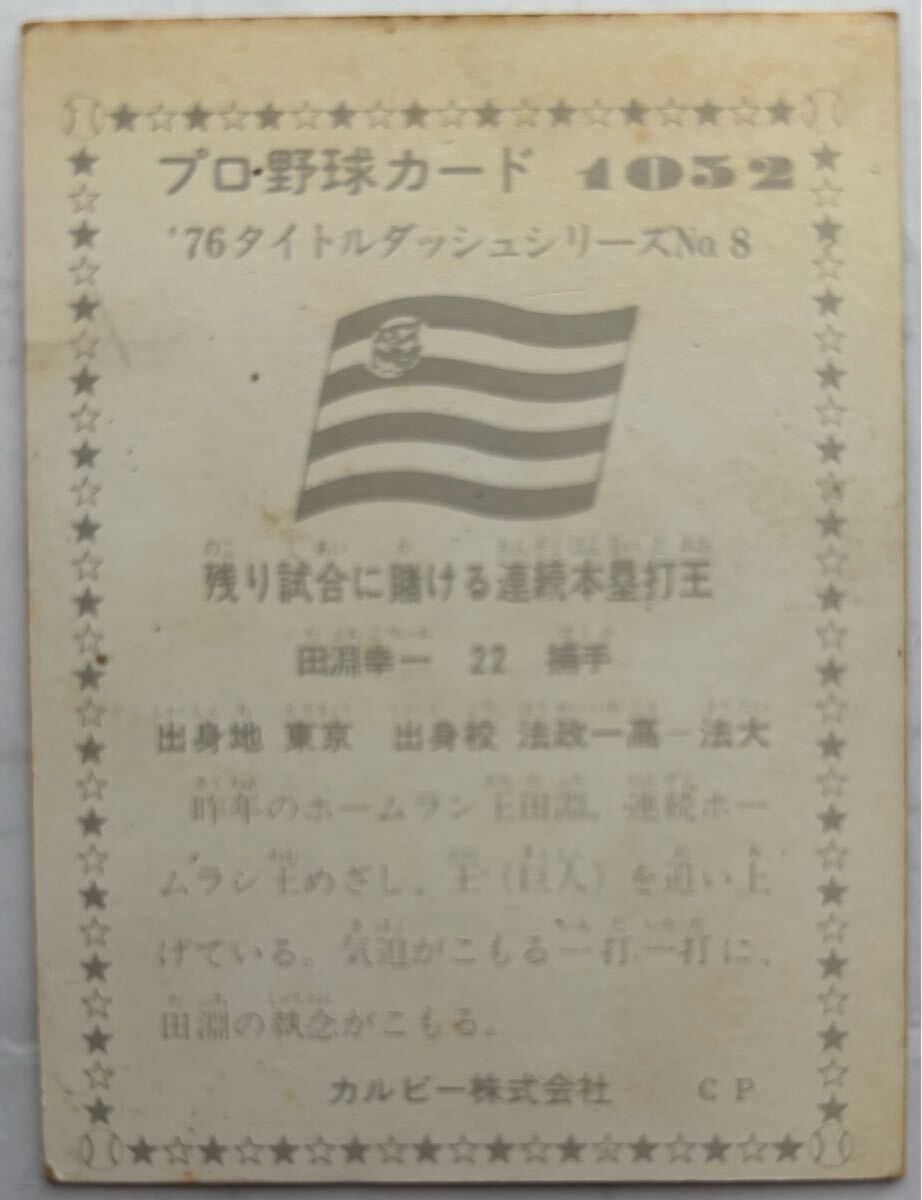 プロ・野球カード 1052
'76タイトルダッシュシリーズNo.8
残り試合に賭ける連続本塁打王
田淵幸一 22 捕手
出身地 東京 出身校 法政一高―法大
昨年のホームラン王田淵。連続ホー
ムラン王めざし、王(巨人)を追い上
げている。気迫がこもる一打、一打に、
田淵の執念がこもる。
カルビー株式会社 CP